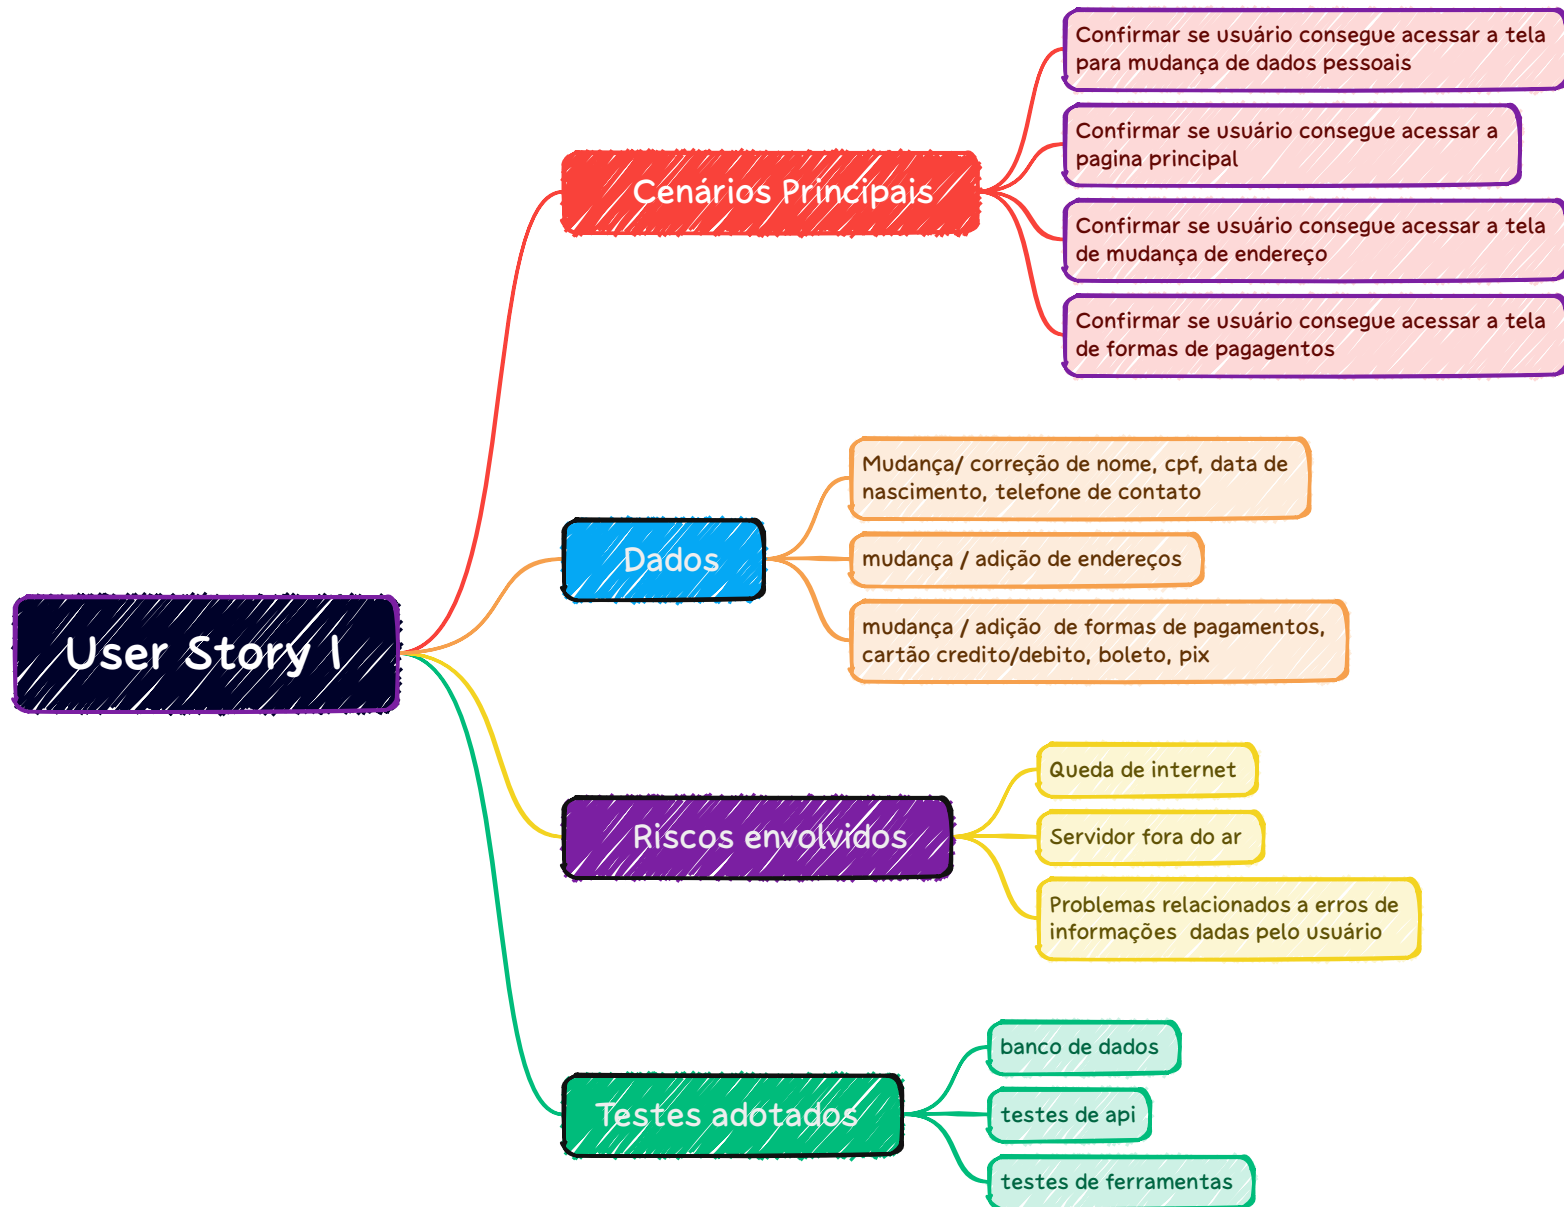 Confirmar se usuário consegue acessar a tela
para mudança de dados pessoais
Confirmar se usuário consegue acessar a
pagina principal
Cenários Principais
Confirmar se usuário consegue acessar a tela
de mudança de endereço
Confirmar se usuário consegue acessar a tela
de formas de pagagentos
Mudança/ correção de nome, cpf, data de
nascimento, telefone de contato
Dados
mudança / adição de endereços
mudança / adição  de formas de pagamentos,
cartão credito/debito, boleto, pix
User Story 1
Queda de internet
Riscos envolvidos
Servidor fora do ar
Problemas relacionados a erros de
informações  dadas pelo usuário
banco de dados
Testes adotados
testes de api
testes de ferramentas